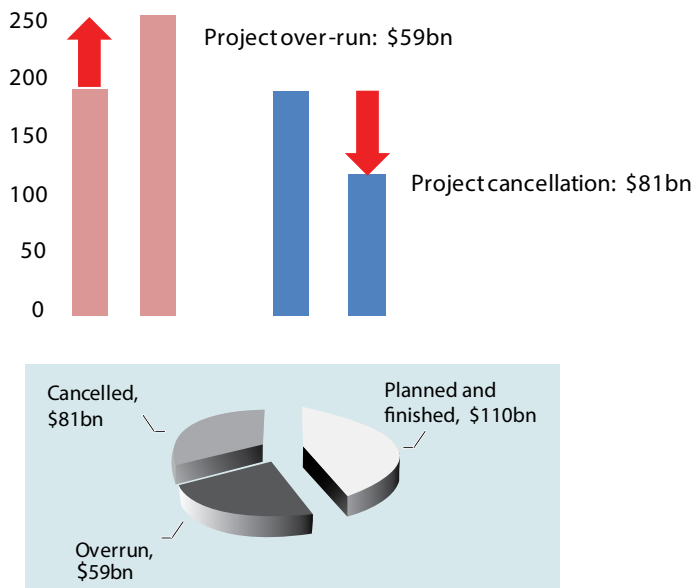 250
200
150
100
50
0
Project over-run: $59bn
Project cancellation: $81bn
Cancelled,
$81bn
Planned and
finished, $110bn
Overrun,
$59bn